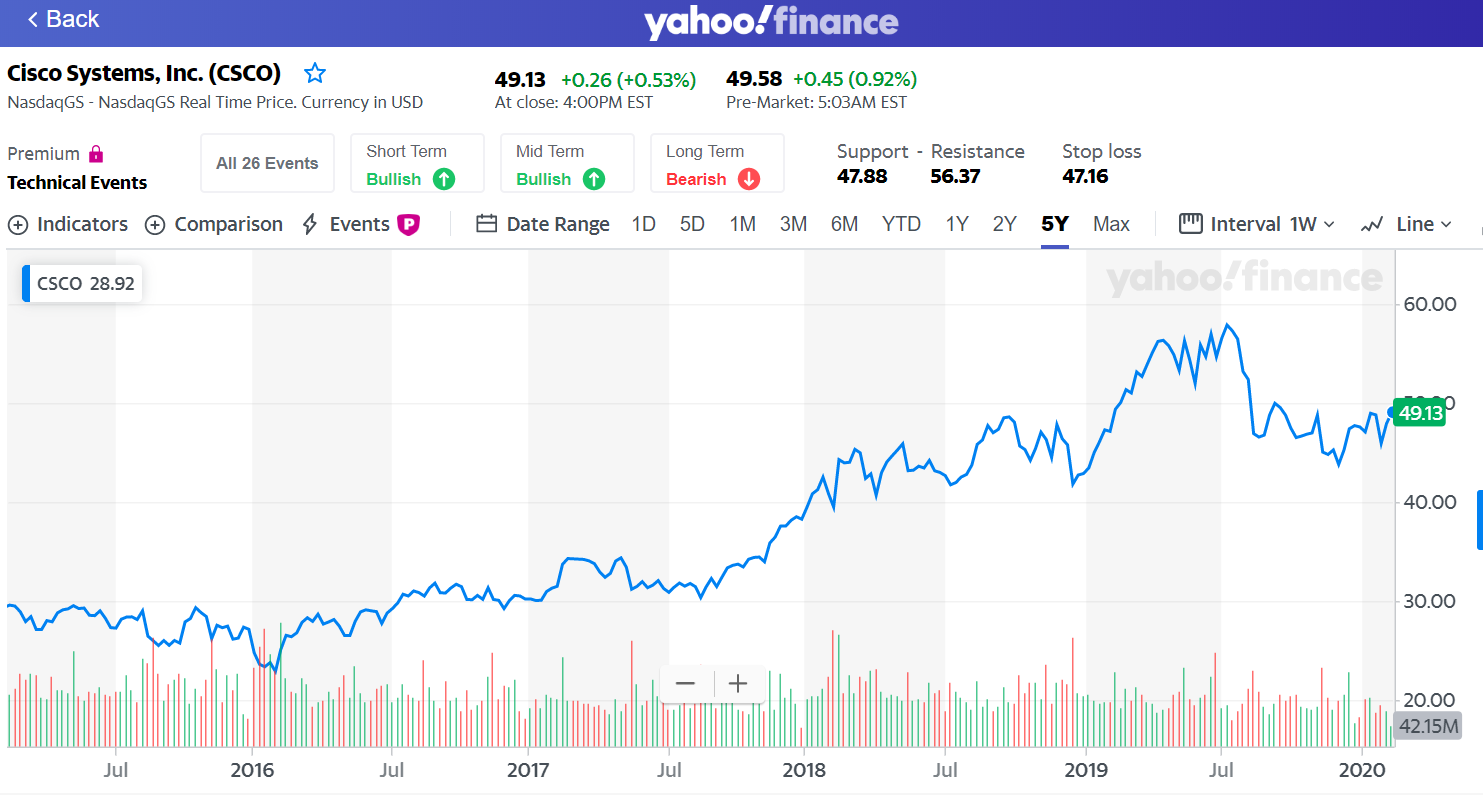 Back
yahoo!finance
Cisco Systems, Inc. (CSCO)
NasdaqGS - NasdaqGS Real Time Price. Currency in USD
49.13 +0.26 (+0.53%)
At close: 4:00PM EST
49.58 +0.45 (0.92%)
Pre-Market: 5:03AM EST
Premium
Technical Events
All 26 Events
Short Term
Bullish
Mid Term
Bullish
Long Term
Bearish
Support - Resistance
47.88 56.37
Stop loss
47.16
Indicators Comparison Events P Date Range 1D 5D 1M 3M 6M YTD 1Y 2Y 5Y Max Interval 1W Line
CSCO 28.92
yahoo!finance
60.00
49.13
40.00
30.00
20.00
42.15M
Jul 2016 Jul 2017 Jul 2018 Jul 2019 Jul 2020